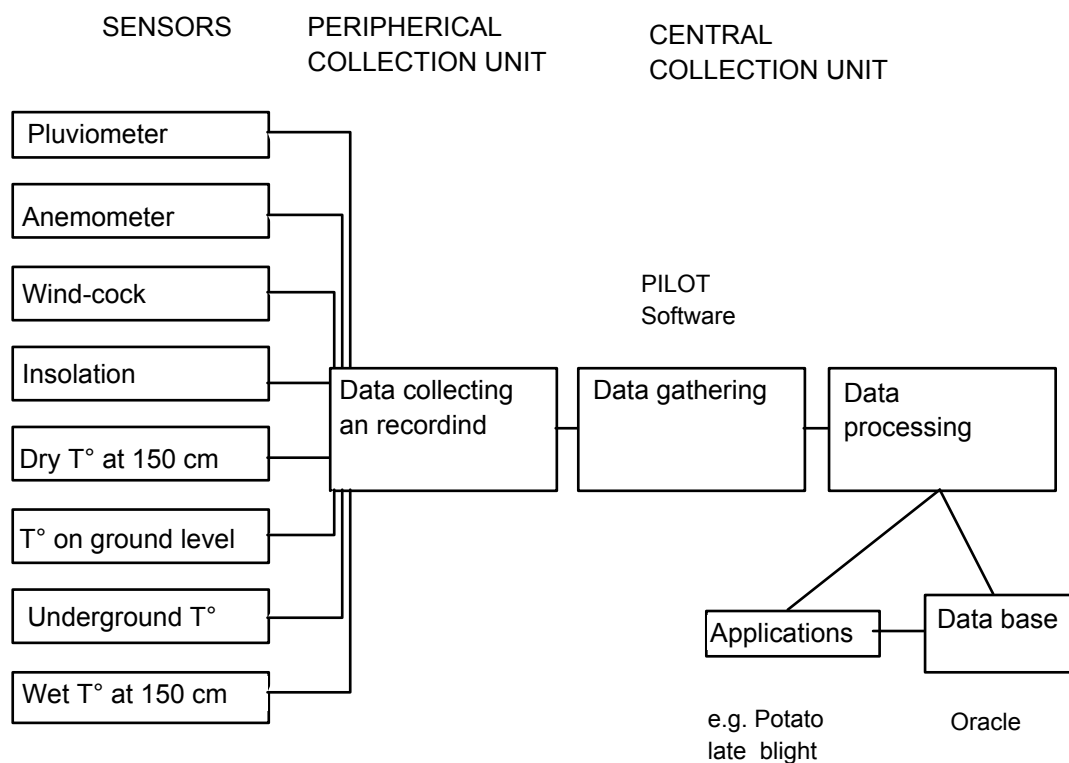 SENSORS
PERIPHERICAL
COLLECTION UNIT
CENTRAL
COLLECTION UNIT
Pluviometer
Anemometer
Wind-cock
Insolation
Dry T° at 150 cm
T° on ground level
Underground T°
Wet T° at 150 cm
Data collecting
an recordind
PILOT
Software
Data gathering
Data
processing
Applications
Data base
e.g. Potato
late blight
Oracle